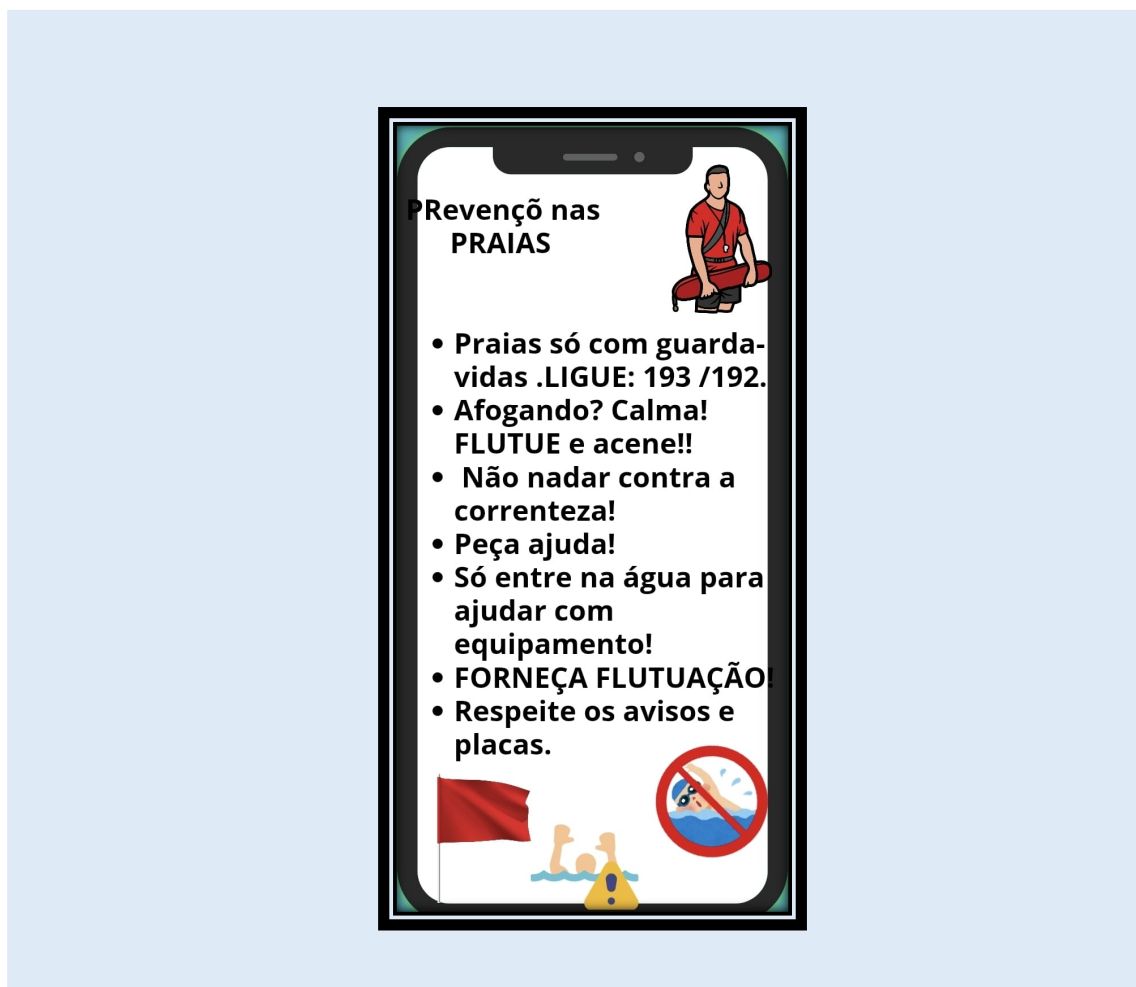 PRevençõ nas
PRAIAS
• Praias só com guarda-
vidas .LIGUE: 193 /192.
• Afogando? Calma!
FLUTUE e acene!!
• Não nadar contra a
correnteza!
• Peça ajuda!
• Só entre na água para
ajudar com
equipamento!
• FORNEÇA FLUTUAÇÃO!
• Respeite os avisos e
placas.